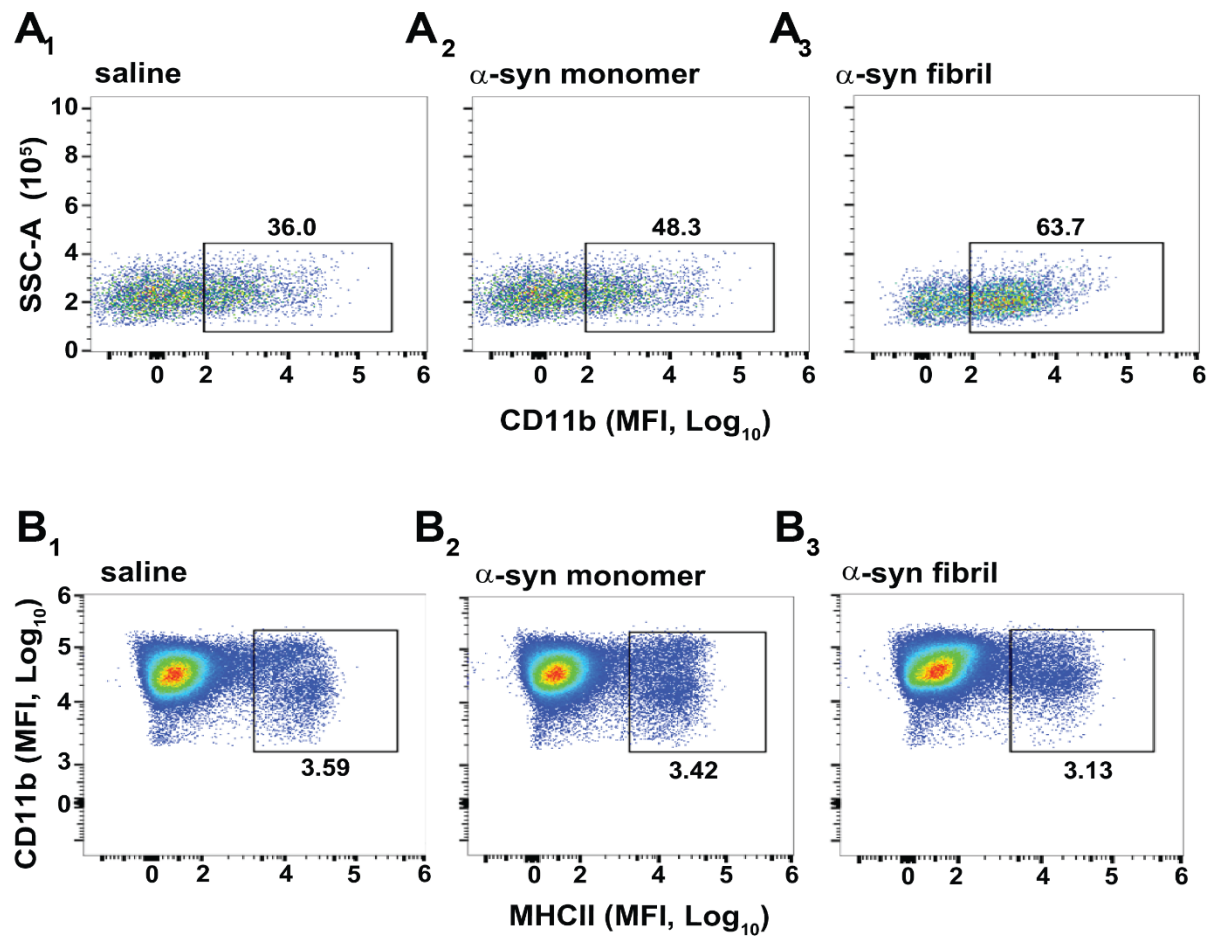 A1 A2 A3
saline α-syn monomer α-syn fibril
SSC-A (10⁵)
10
8
6
4
2
0
36.0 48.3 63.7
0 2 4 5 6 0 2 4 5 6 0 2 4 5 6
CD11b (MFI, Log₁₀)
B1 B2 B3
saline α-syn monomer α-syn fibril
CD11b (MFI, Log₁₀)
6
5
4
3
0
3.59 3.42 3.13
0 2 4 5 6 0 2 4 5 6 0 2 4 5 6
MHCII (MFI, Log₁₀)